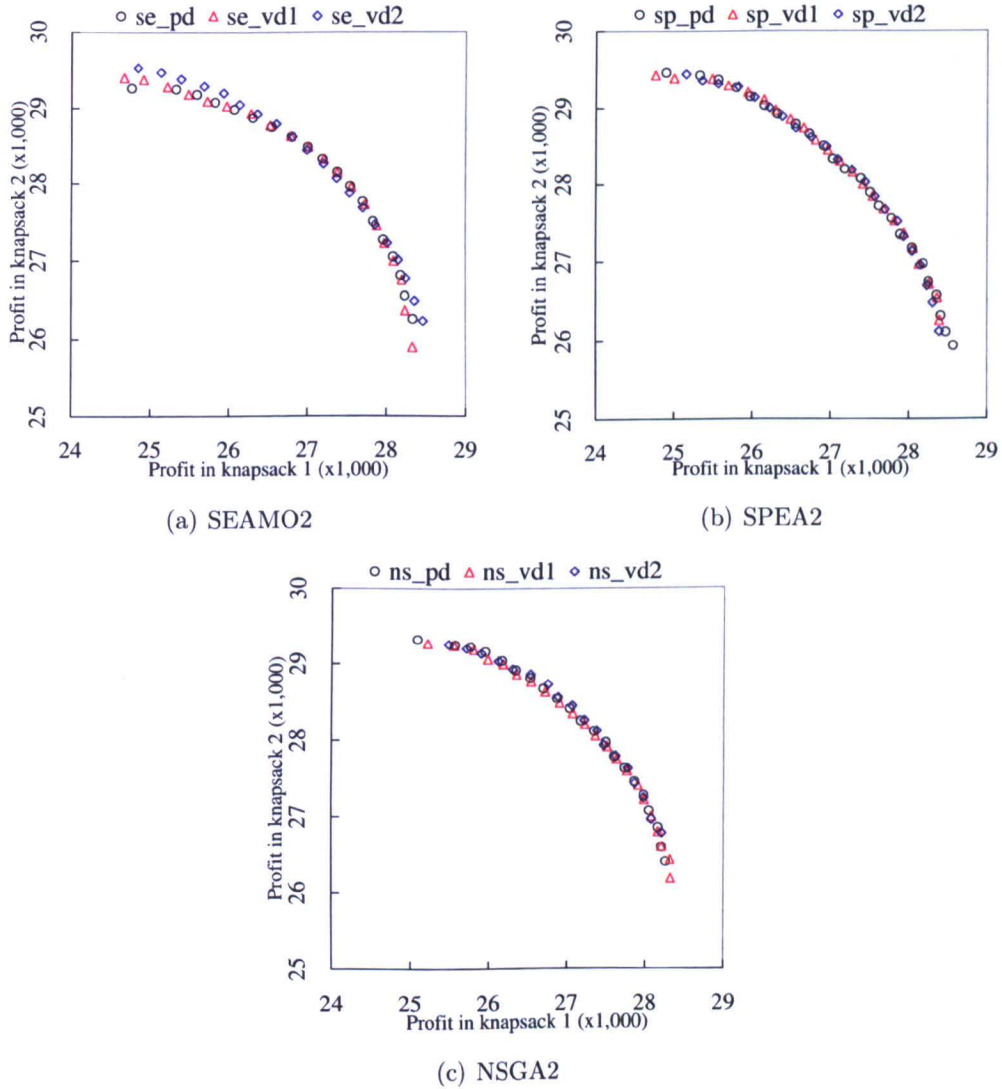 se_pd se_vd1 se_vd2
30
29
28
27
26
25
Profit in knapsack 2 (x1,000)
24 25 26 27 28 29
Profit in knapsack 1 (x1,000)
(a) SEAMO2
sp_pd sp_vd1 sp_vd2
30
29
28
27
26
25
Profit in knapsack 2 (x1,000)
24 25 26 27 28 29
Profit in knapsack 1 (x1,000)
(b) SPEA2
ns_pd ns_vd1 ns_vd2
30
29
28
27
26
25
Profit in knapsack 2 (x1,000)
24 25 26 27 28 29
Profit in knapsack 1 (x1,000)
(c) NSGA2